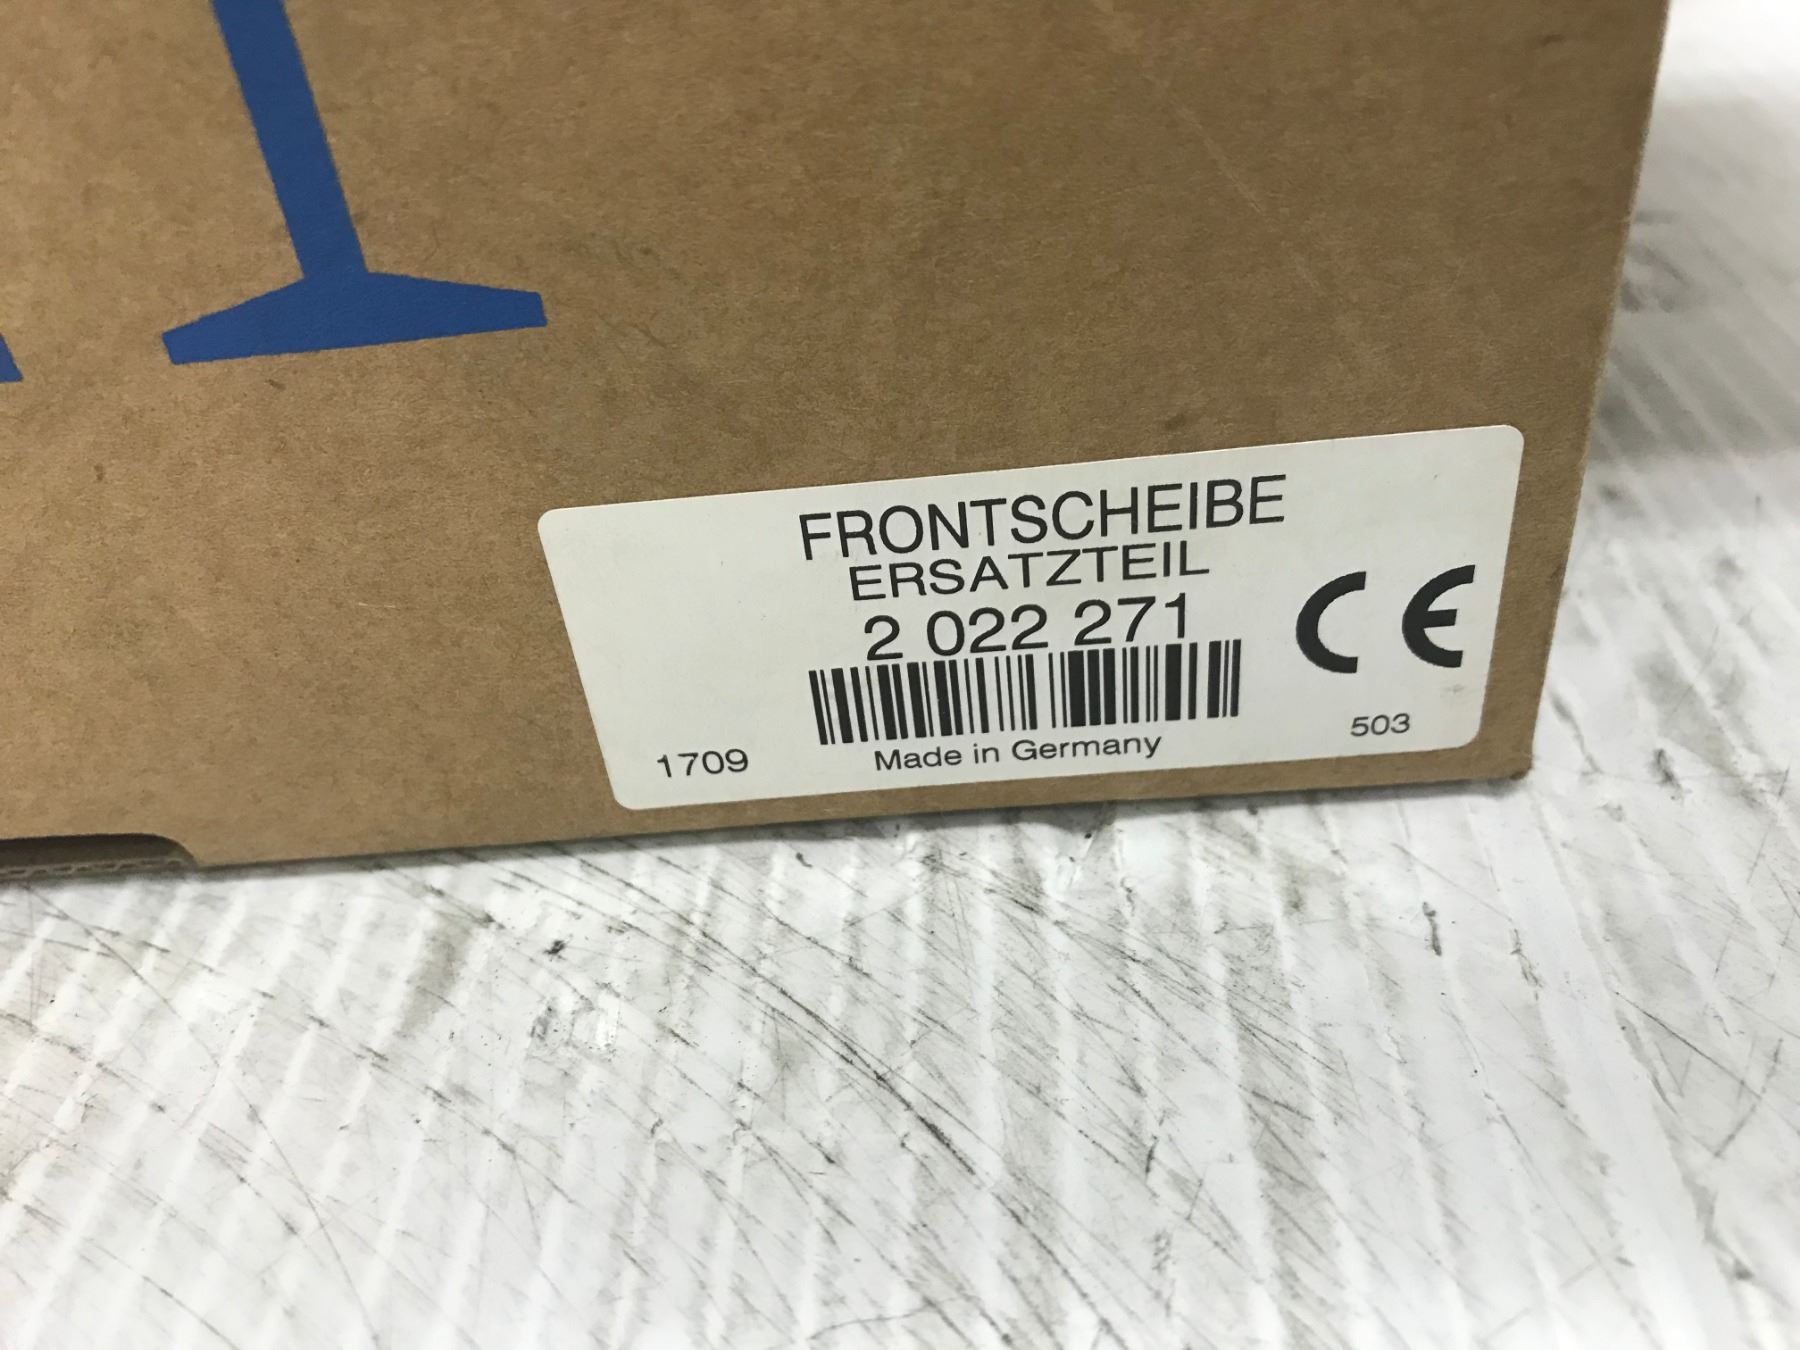 FRONTSCHEIBE
ERSATZTEIL
2 022 271
CE
1709
Made in Germany
503